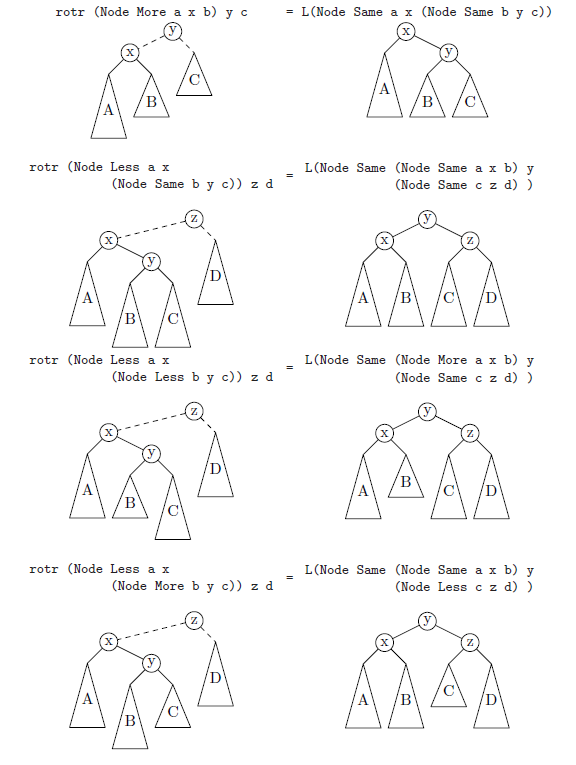 rotr (Node More a x b) y c = L(Node Same a x (Node Same b y c))
y x
x y
C
A B A B C
rotr (Node Less a x = L(Node Same (Node Same a x b) y
(Node Same b y c)) z d (Node Same c z d) )
z y
x x z
y
D
A A B C D
B C
rotr (Node Less a x = L(Node Same (Node More a x b) y
(Node Less b y c)) z d (Node Same c z d) )
z y
x x z
y
D B
A A C D
B C
rotr (Node Less a x = L(Node Same (Node Same a x b) y
(Node More b y c)) z d (Node Less c z d) )
z y
x x z
y
D C
A A B D
B C